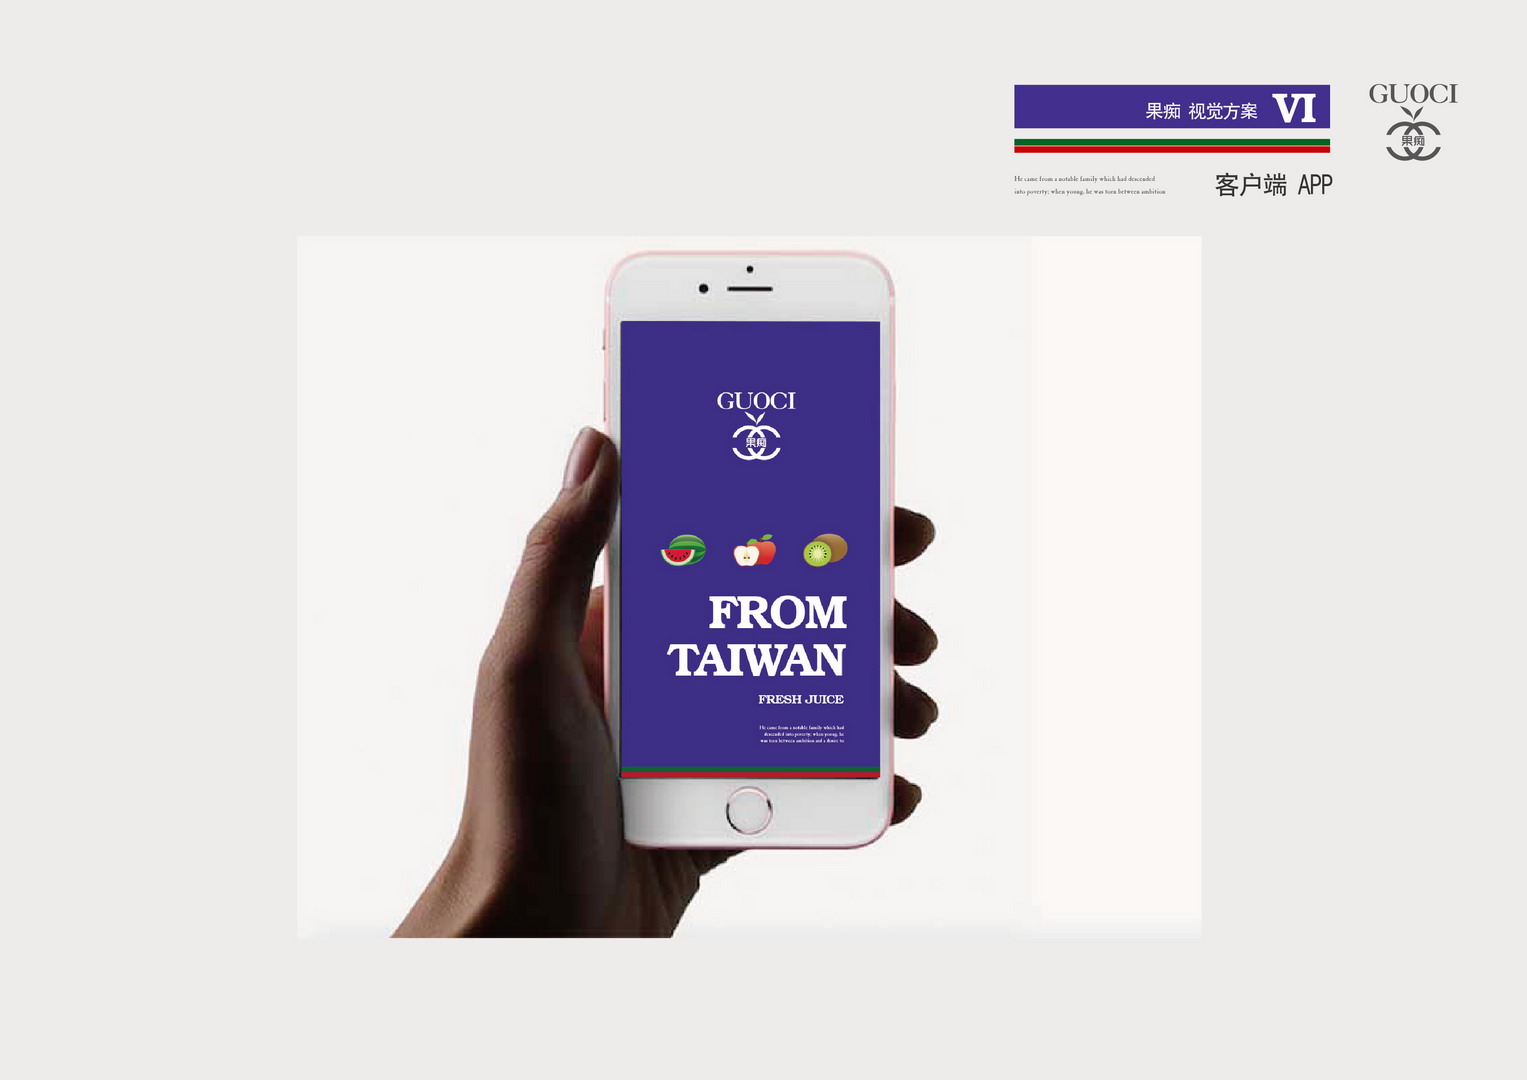 果痴 视觉方案 VI
GUOCI
果痴
He came from a notable family which had descended
into poverty; when young, he was torn between ambition
客户端 APP
GUOCI
果痴
FROM
TAIWAN
FRESH JUICE
He came from a notable family which had
descended into poverty; when young, he
was torn between ambition and a desire to